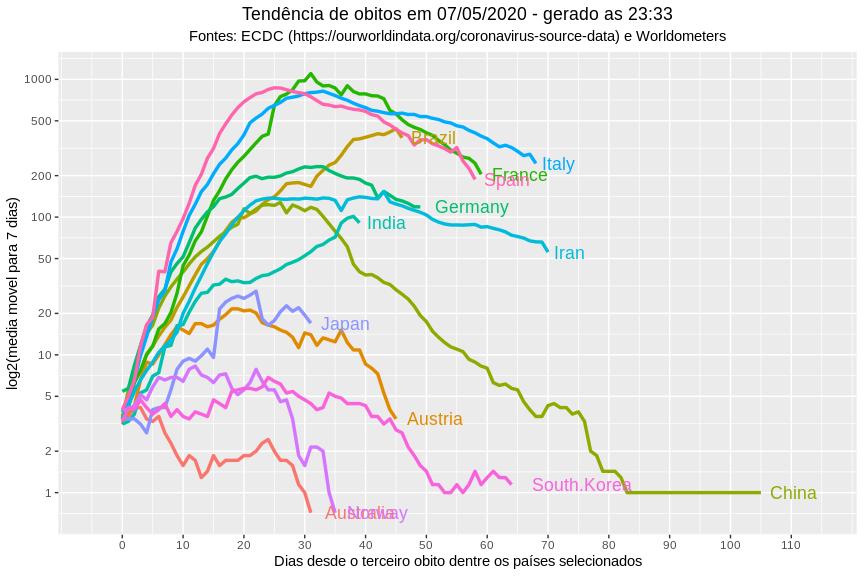 Tendência de obitos em 07/05/2020 - gerado as 23:33
Fontes: ECDC (https://ourworldindata.org/coronavirus-source-data) e Worldometers
log2(media movel para 7 dias)
1000
500
200
100
50
20
10
5
2
1
Brazil
Italy
France
Spain
Germany
India
Iran
Japan
Austria
South.Korea
China
Australia
Norway
0 10 20 30 40 50 60 70 80 90 100 110
Dias desde o terceiro obito dentre os países selecionados